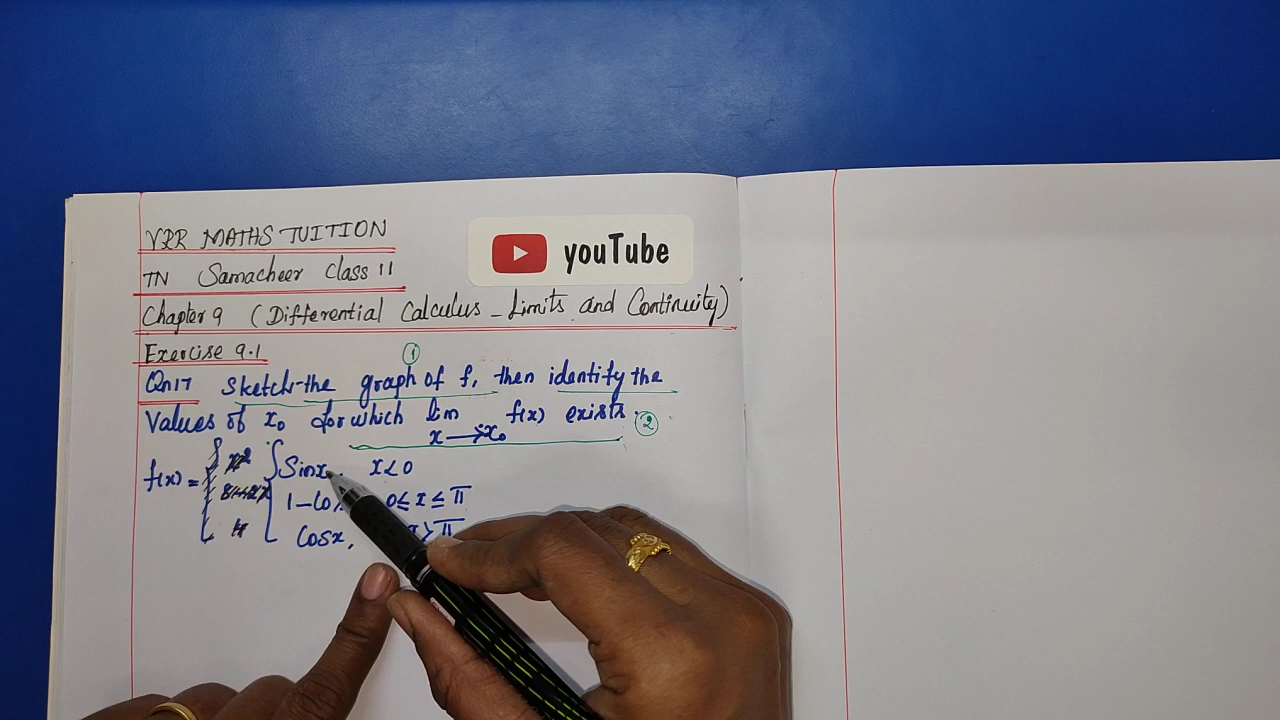 VRR MATHS TUITION
youTube
TN Samacheer Class 11
Chapter 9 (Differential Calculus - Limits and Continuity)
Exercise 9.1
①
Qn 17 Sketch the graph of f, then identify the
Values of x₀ for which lim f(x) exists. ②
x→x₀
f(x) = { Sinx, x<0
1-Co 0≤x≤π
Cosx, >π